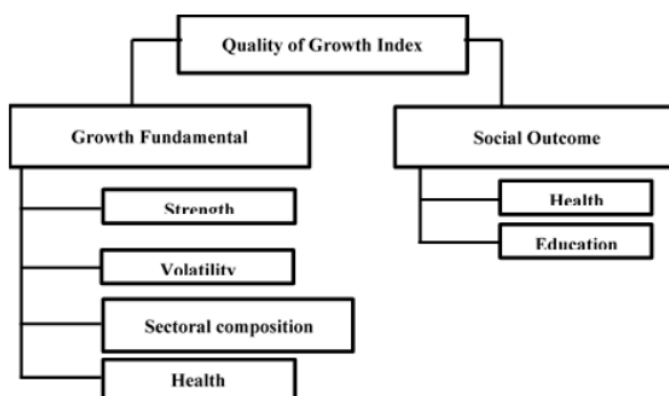 Quality of Growth Index
Growth Fundamental
Social Outcome
Strength
Health
Volatility
Education
Sectoral composition
Health